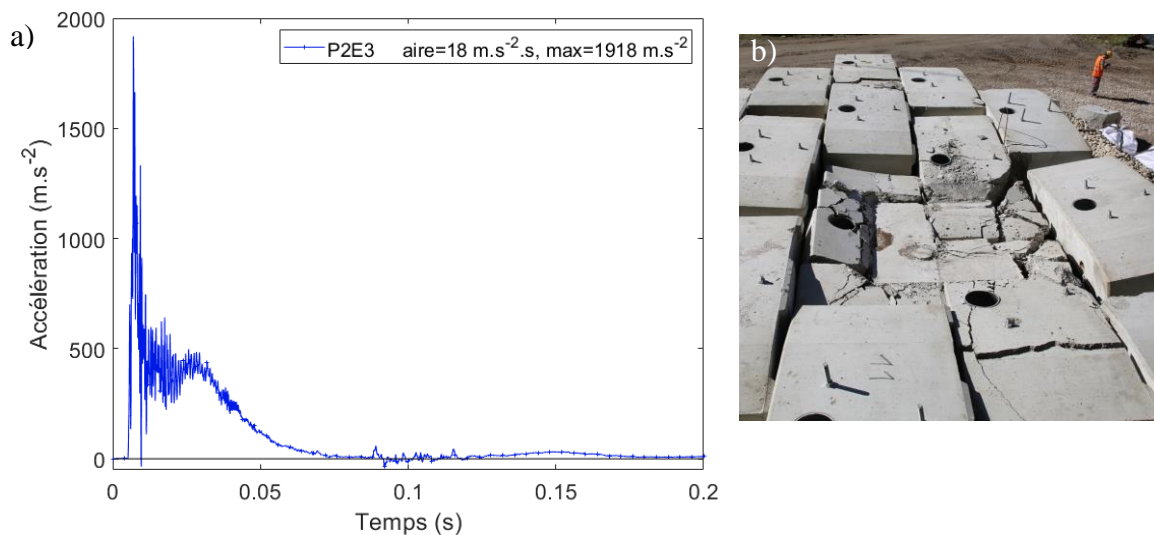 a)
2000
1500
1000
500
0
0
0.05
0.1
0.15
0.2
Accélération (m.s⁻²)
Temps (s)
P2E3 aire=18 m.s⁻².s, max=1918 m.s⁻²
b)